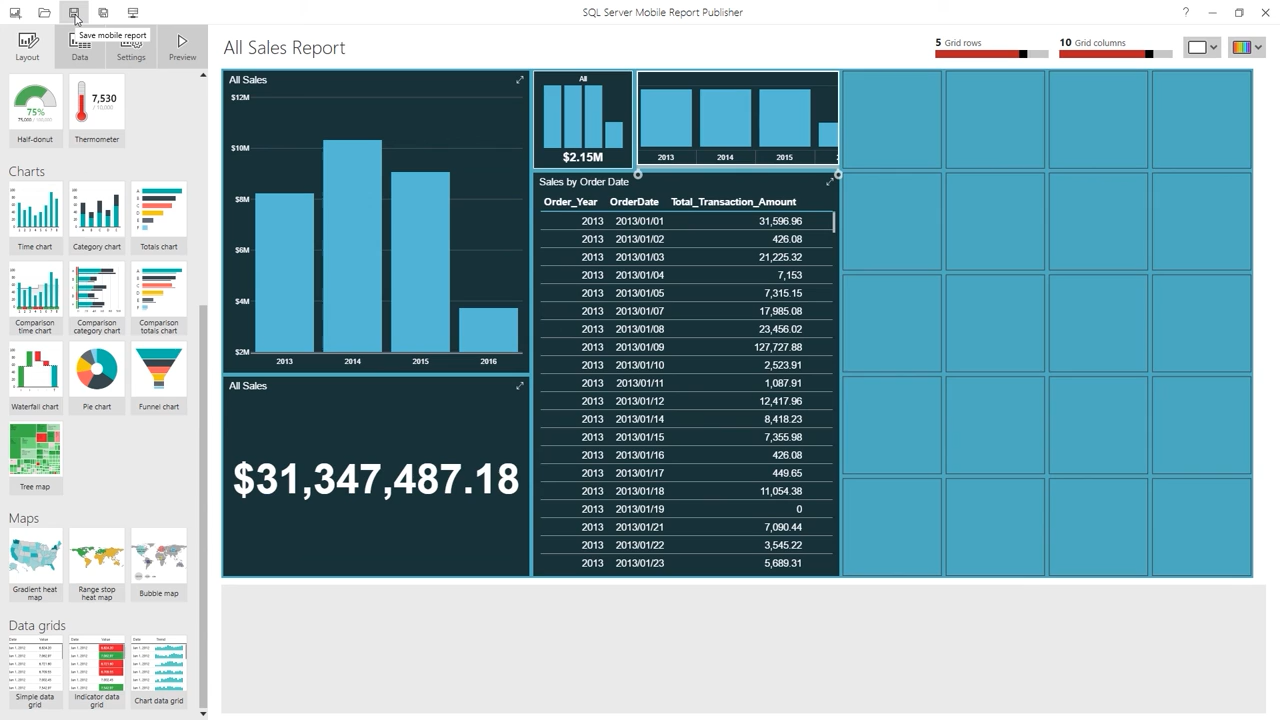 SQL Server Mobile Report Publisher
?
Save mobile report
Layout
Data
Settings
Preview
All Sales Report
5 Grid rows
10 Grid columns
75%
Half-donut
7,530
Thermometer
Charts
Time chart
Category chart
Totals chart
Comparison
time chart
Comparison
category chart
Comparison
totals chart
Waterfall chart
Pie chart
Funnel chart
Tree map
Maps
Gradient heat
map
Range stop
heat map
Bubble map
Data grids
Simple data
grid
Indicator data
grid
Chart data grid
All Sales
$12M
$10M
$8M
$6M
$4M
$2M
2013 2014 2015 2016
All Sales
$31,347,487.18
All
$2.15M
2013 2014 2015
Sales by Order Date
Order_Year OrderDate Total_Transaction_Amount
2013 2013/01/01 31,596.96
2013 2013/01/02 426.08
2013 2013/01/03 21,225.32
2013 2013/01/04 7,153
2013 2013/01/05 7,315.15
2013 2013/01/07 17,985.08
2013 2013/01/08 23,456.02
2013 2013/01/09 127,727.88
2013 2013/01/10 2,523.91
2013 2013/01/11 1,087.91
2013 2013/01/12 12,417.96
2013 2013/01/14 8,418.23
2013 2013/01/15 7,355.98
2013 2013/01/16 426.08
2013 2013/01/17 449.65
2013 2013/01/18 11,054.38
2013 2013/01/19 0
2013 2013/01/21 7,090.44
2013 2013/01/22 3,545.22
2013 2013/01/23 5,689.31